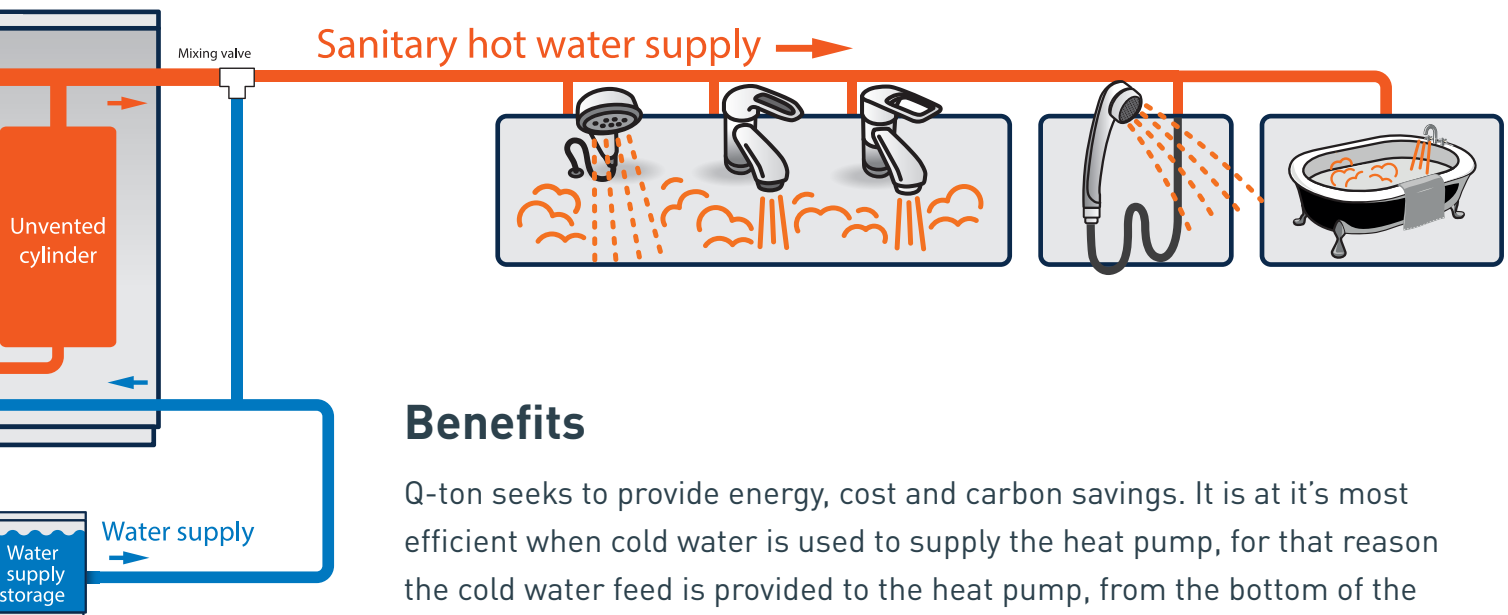 Mixing valve
Sanitary hot water supply
Unvented
cylinder
Benefits
Q-ton seeks to provide energy, cost and carbon savings. It is at it’s most
efficient when cold water is used to supply the heat pump, for that reason
the cold water feed is provided to the heat pump, from the bottom of the
Water supply
Water
supply
storage